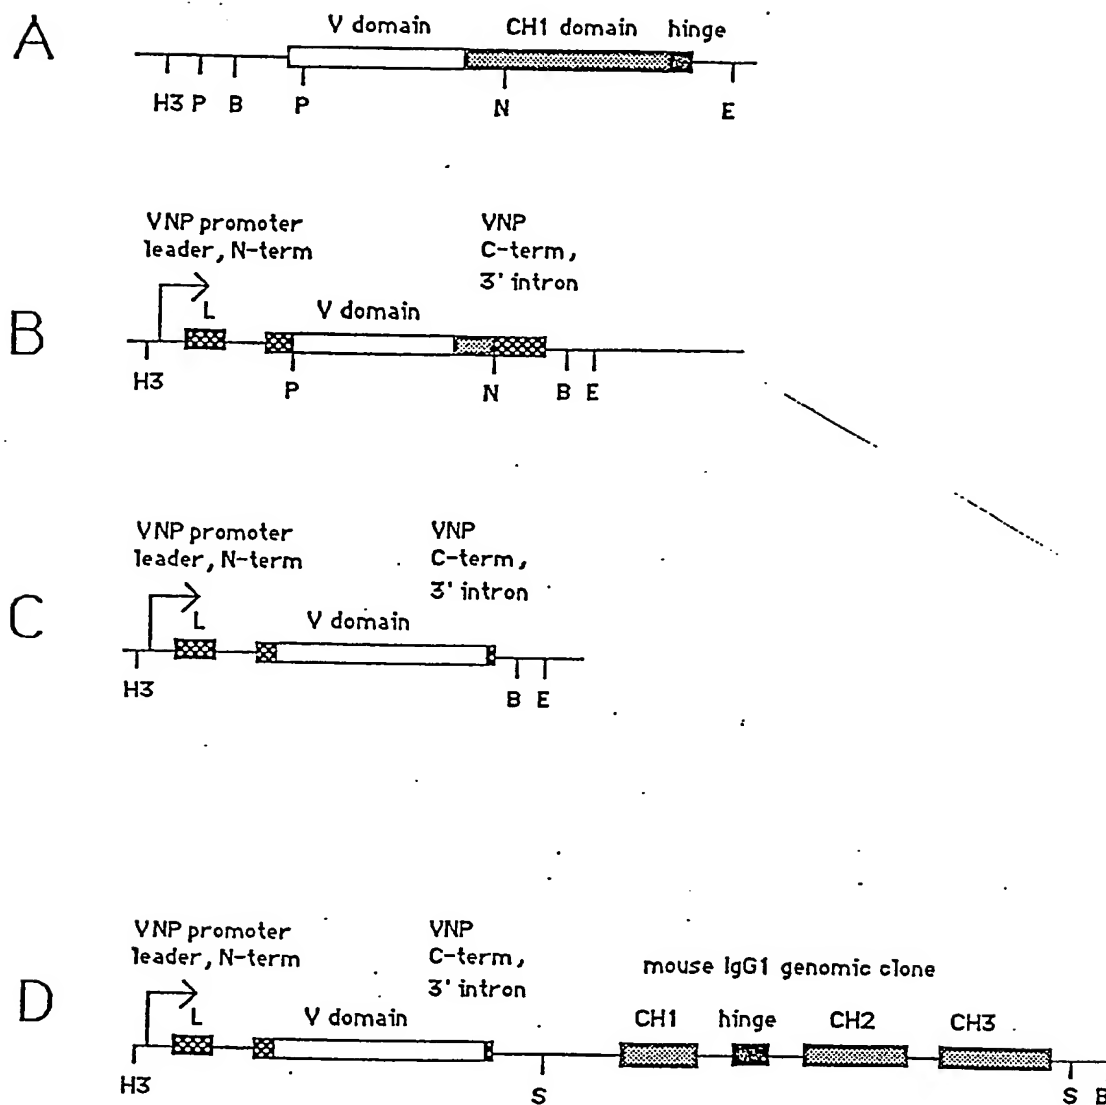 A
V domain CH1 domain hinge
H3 P B P N E
VNP promoter
leader, N-term
VNP
C-term,
3' intron
B
L
V domain
H3 P N B E
VNP promoter
leader, N-term
VNP
C-term,
3' intron
C
L
V domain
H3 B E
VNP promoter
leader, N-term
VNP
C-term,
3' intron
mouse IgG1 genomic clone
D
L
V domain
CH1 hinge CH2 CH3
H3 S S B